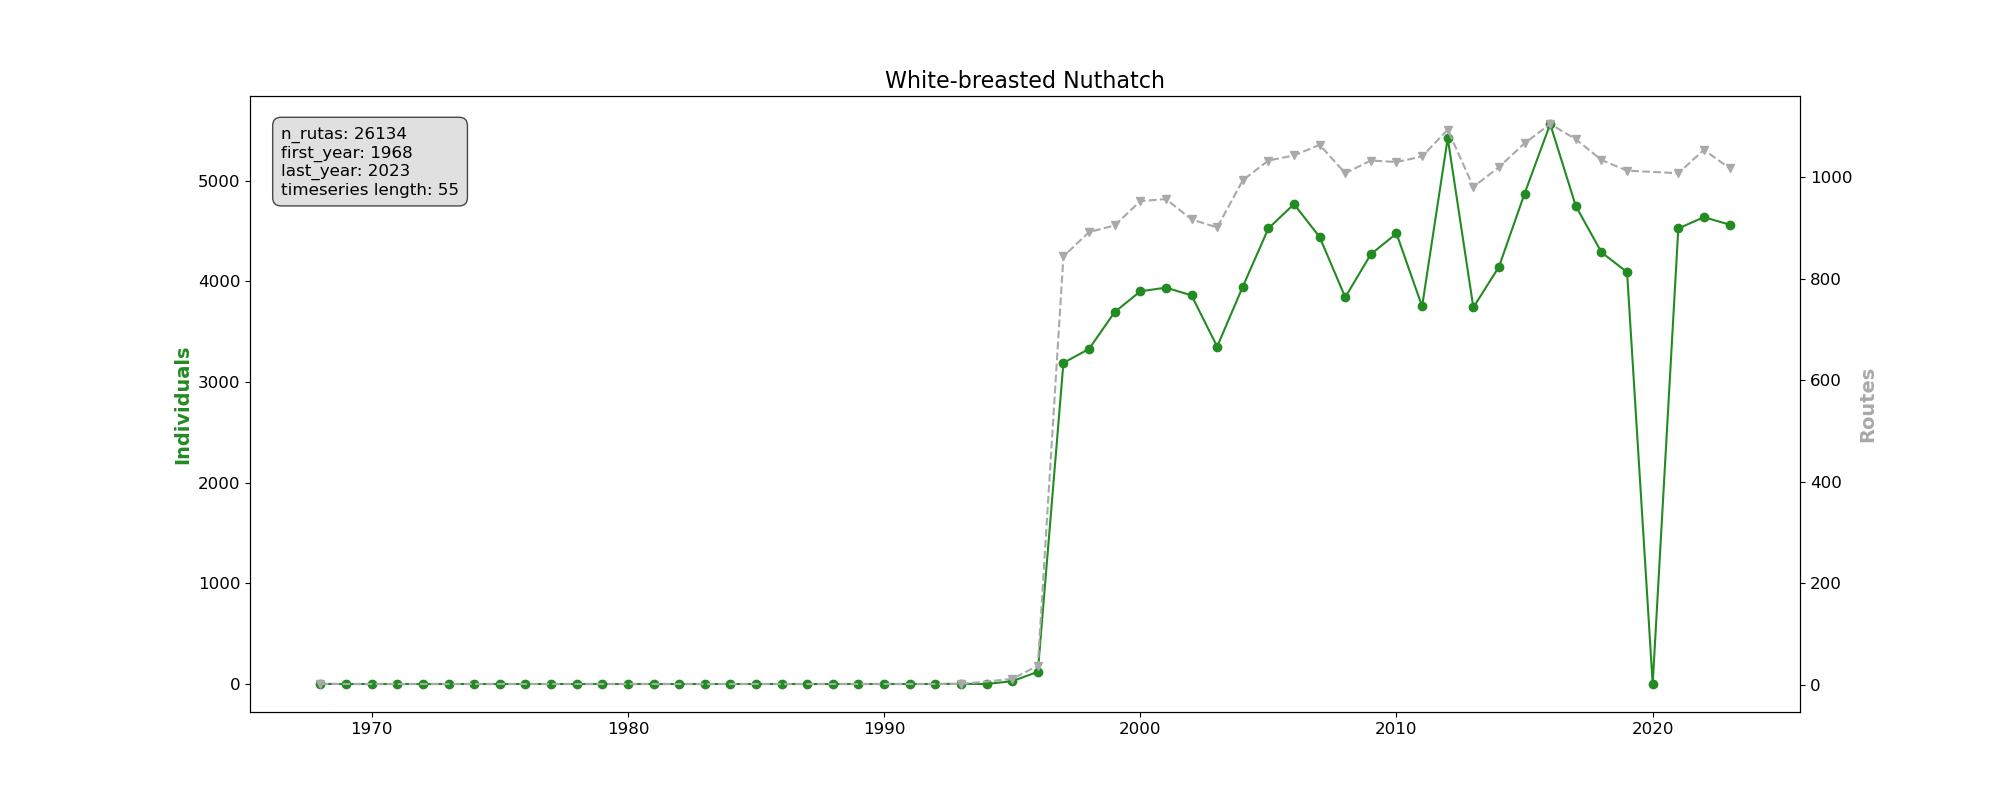 White-breasted Nuthatch
n_rutas: 26134
first_year: 1968
last_year: 2023
timeseries length: 55
Individuals
5000
4000
3000
2000
1000
0
1000
800
600
400
200
0
Routes
1970 1980 1990 2000 2010 2020